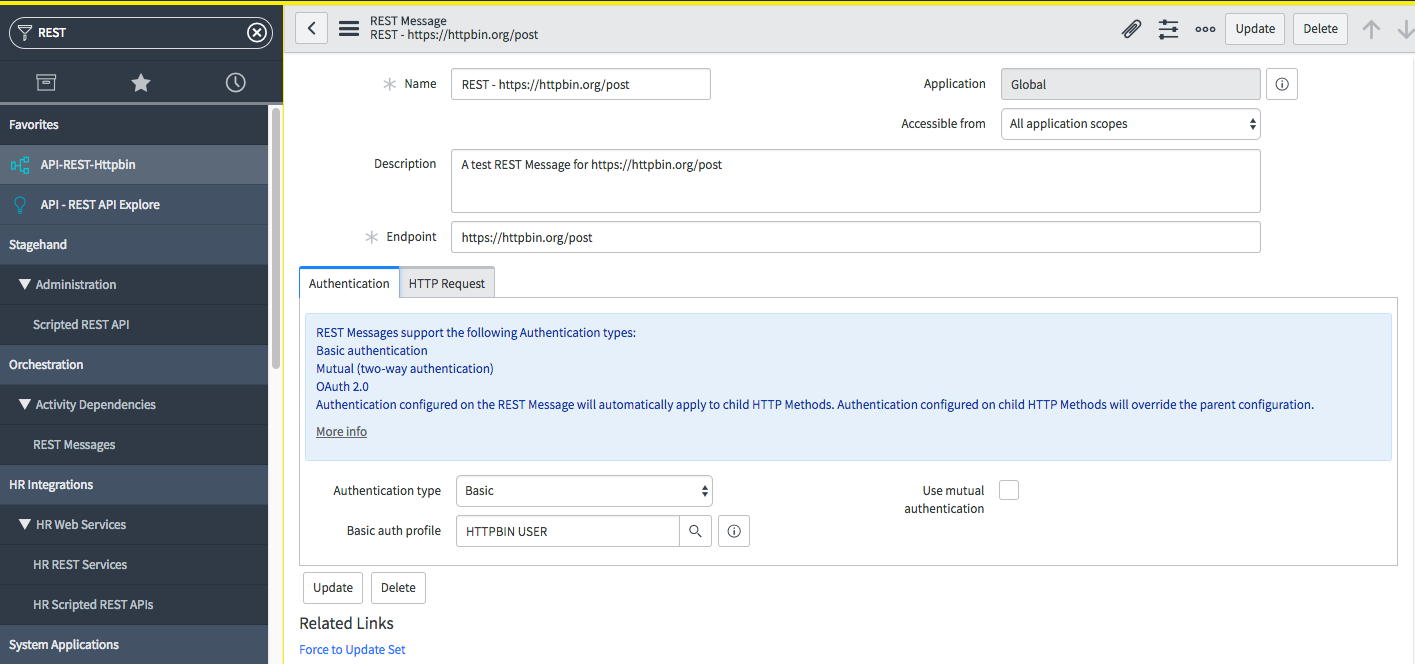 REST
Favorites
API-REST-Httpbin
API - REST API Explore
Stagehand
Administration
Scripted REST API
Orchestration
Activity Dependencies
REST Messages
HR Integrations
HR Web Services
HR REST Services
HR Scripted REST APIs
System Applications
REST Message
REST - https://httpbin.org/post
Update
Delete
Name
REST - https://httpbin.org/post
Application
Global
Accessible from
All application scopes
Description
A test REST Message for https://httpbin.org/post
Endpoint
https://httpbin.org/post
Authentication
HTTP Request
REST Messages support the following Authentication types:
Basic authentication
Mutual (two-way authentication)
OAuth 2.0
Authentication configured on the REST Message will automatically apply to child HTTP Methods. Authentication configured on child HTTP Methods will override the parent configuration.
More info
Authentication type
Basic
Use mutual
authentication
Basic auth profile
HTTPBIN USER
Update
Delete
Related Links
Force to Update Set